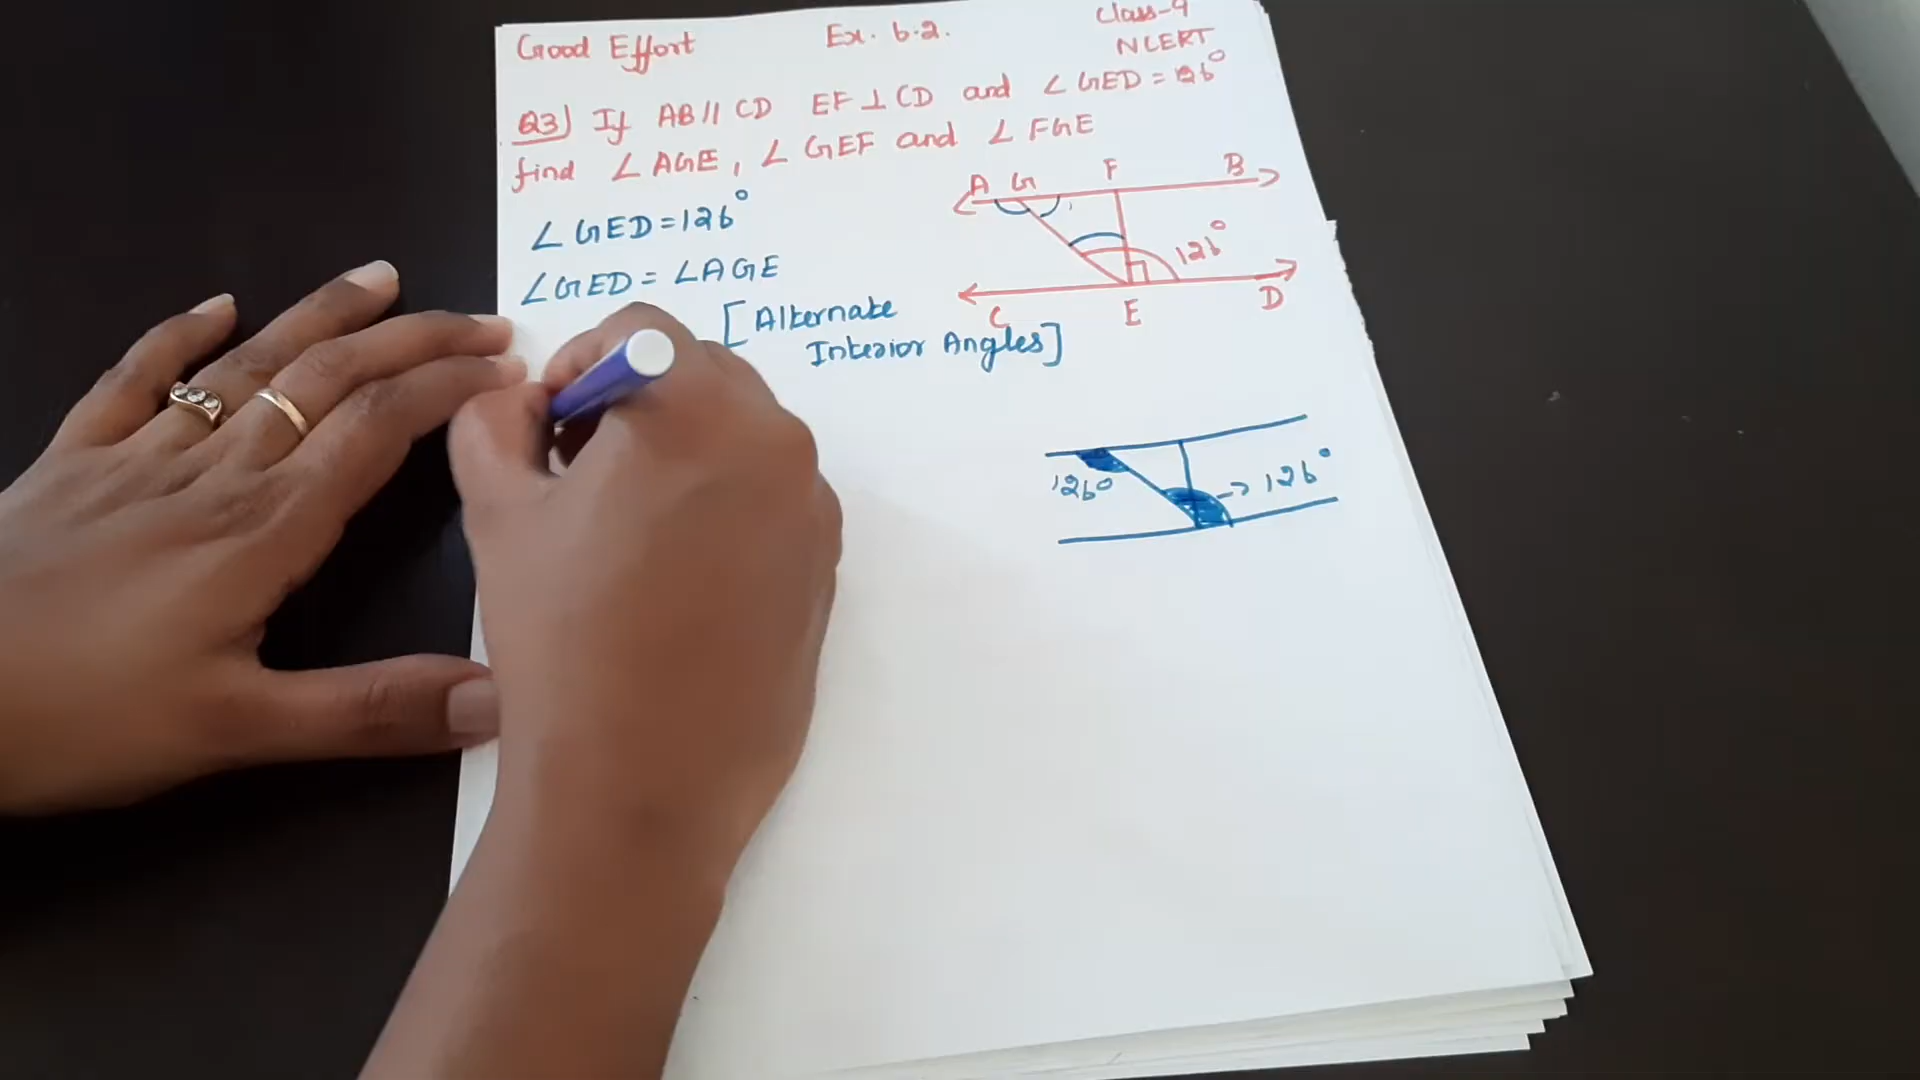 Good Effort Ex. 6.2. Class-9
NCERT
Q3) If AB // CD EF ⊥ CD and ∠GED = 126°
find ∠AGE, ∠GEF and ∠FGE
∠GED = 126°
∠GED = ∠AGE
[Alternate
Interior Angles]
A G F B
126°
C E D
126° → 126°